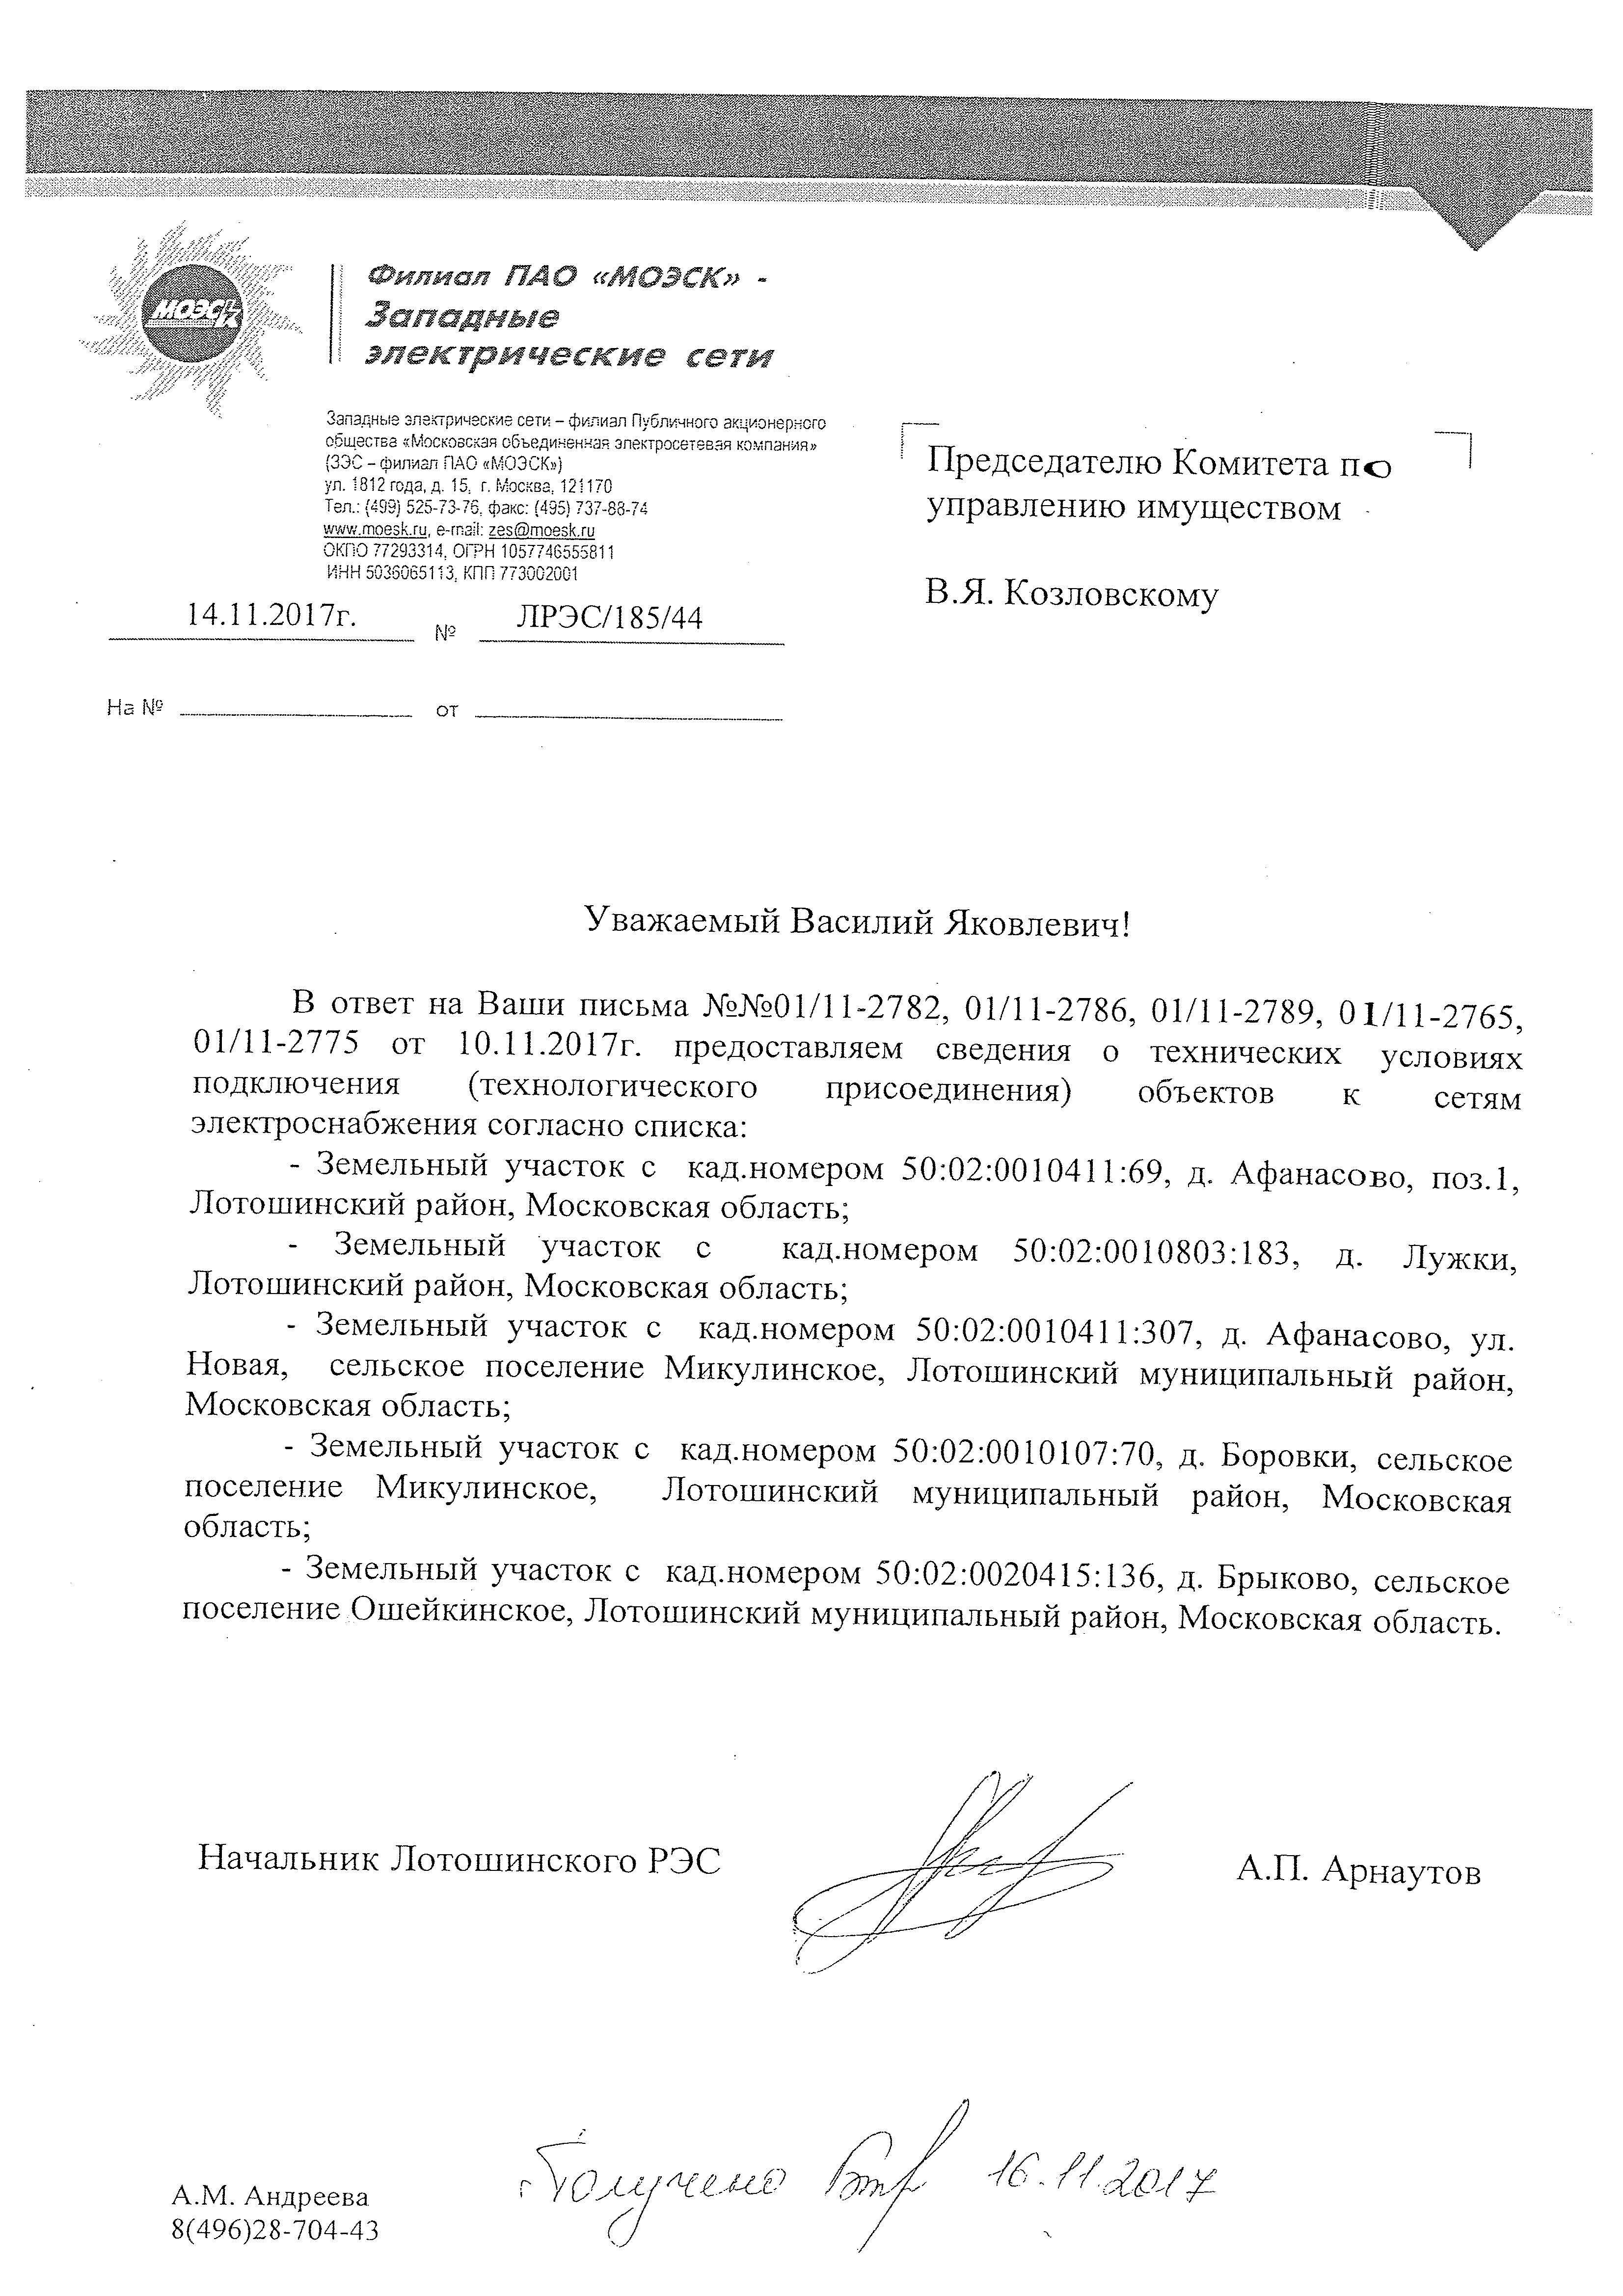 МОЭСК
Филиал ПАО «МОЭСК» -
Западные
электрические сети
Западные электрические сети – филиал Публичного акционерного
общества «Московская объединенная электросетевая компания»
(ЗЭС – филиал ПАО «МОЭСК»)
ул. 1812 года, д. 15, г. Москва, 121170
Тел.: (499) 525-73-76, факс: (495) 737-88-74
www.moesk.ru, e-mail: zes@moesk.ru
ОКПО 77293314, ОГРН 1057746555811
ИНН 5036065113, КПП 773002001
14.11.2017г. № ЛРЭС/185/44
На № от
Председателю Комитета по
управлению имуществом
В.Я. Козловскому
Уважаемый Василий Яковлевич!
В ответ на Ваши письма №№01/11-2782, 01/11-2786, 01/11-2789, 01/11-2765,
01/11-2775 от 10.11.2017г. предоставляем сведения о технических условиях
подключения (технологического присоединения) объектов к сетям
электроснабжения согласно списка:
- Земельный участок с кад.номером 50:02:0010411:69, д. Афанасово, поз.1,
Лотошинский район, Московская область;
- Земельный участок с кад.номером 50:02:0010803:183, д. Лужки,
Лотошинский район, Московская область;
- Земельный участок с кад.номером 50:02:0010411:307, д. Афанасово, ул.
Новая, сельское поселение Микулинское, Лотошинский муниципальный район,
Московская область;
- Земельный участок с кад.номером 50:02:0010107:70, д. Боровки, сельское
поселение Микулинское, Лотошинский муниципальный район, Московская
область;
- Земельный участок с кад.номером 50:02:0020415:136, д. Брыково, сельское
поселение Ошейкинское, Лотошинский муниципальный район, Московская область.
Начальник Лотошинского РЭС А.П. Арнаутов
Получено 16.11.2017
А.М. Андреева
8(496)28-704-43